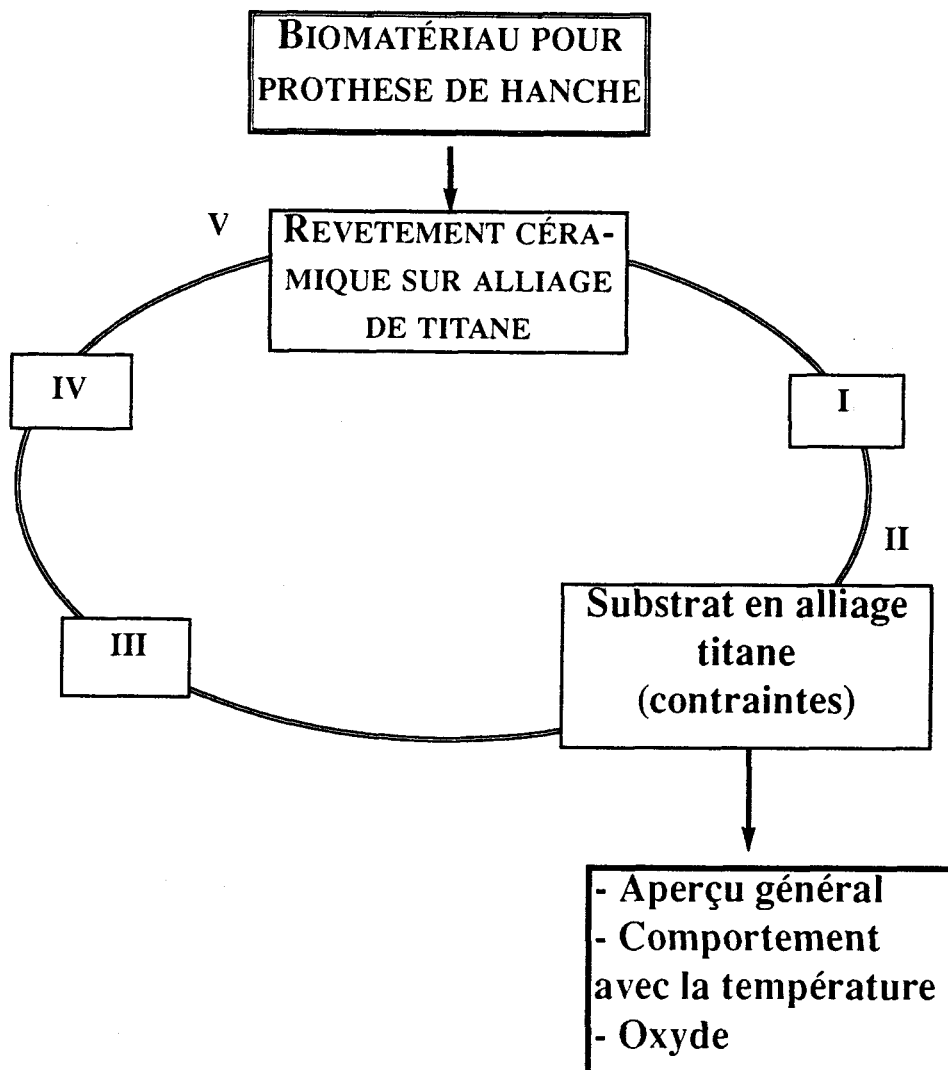 BIOMATÉRIAU POUR
PROTHESE DE HANCHE
V
REVETEMENT CÉRA-
MIQUE SUR ALLIAGE
DE TITANE
IV
I
II
Substrat en alliage
titane
(contraintes)
III
- Aperçu général
- Comportement
avec la température
- Oxyde